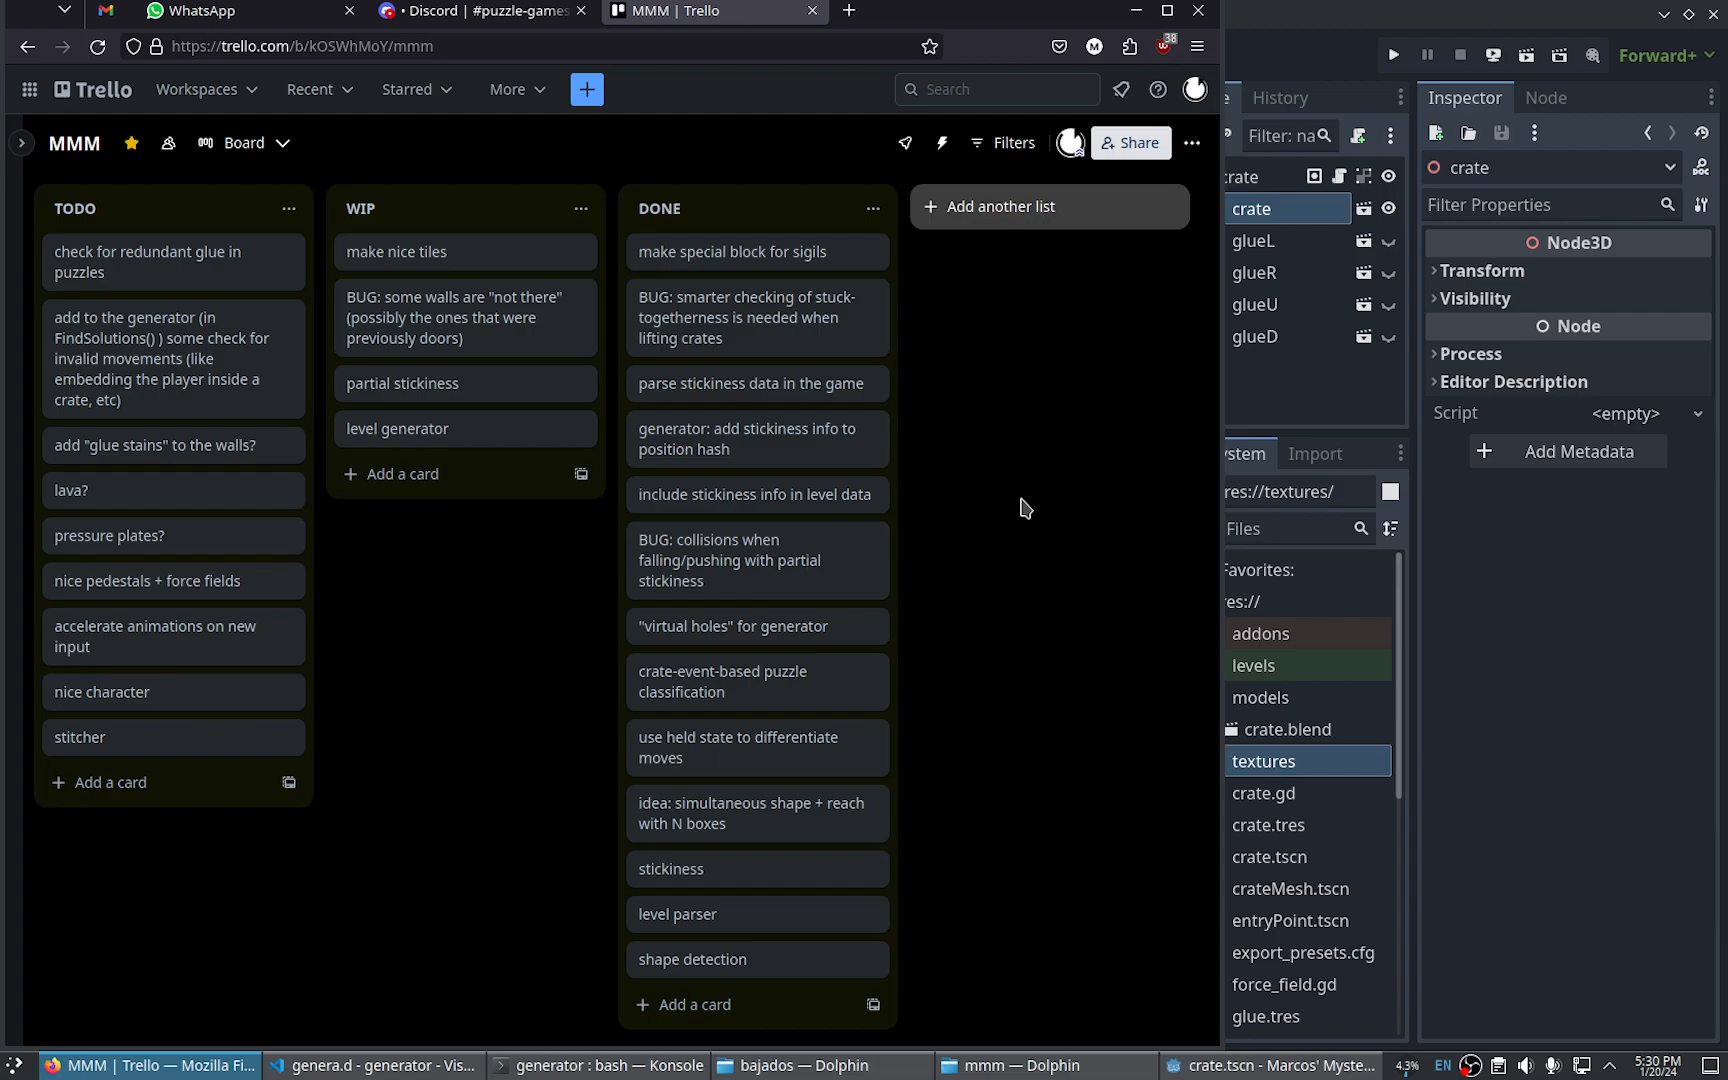 WhatsApp
• Discord | #puzzle-games
MMM | Trello
https://trello.com/b/kOSWhMoY/mmm
38
Trello
Workspaces
Recent
Starred
More
Search
MMM
Board
Filters
Share
TODO
check for redundant glue in
puzzles
add to the generator (in
FindSolutions() ) some check for
invalid movements (like
embedding the player inside a
crate, etc)
add "glue stains" to the walls?
lava?
pressure plates?
nice pedestals + force fields
accelerate animations on new
input
nice character
stitcher
Add a card
WIP
make nice tiles
BUG: some walls are "not there"
(possibly the ones that were
previously doors)
partial stickiness
level generator
Add a card
DONE
make special block for sigils
BUG: smarter checking of stuck-
togetherness is needed when
lifting crates
parse stickiness data in the game
generator: add stickiness info to
position hash
include stickiness info in level data
BUG: collisions when
falling/pushing with partial
stickiness
"virtual holes" for generator
crate-event-based puzzle
classification
use held state to differentiate
moves
idea: simultaneous shape + reach
with N boxes
stickiness
level parser
shape detection
Add a card
Add another list
Forward+
e
History
Filter: na
rate
crate
glueL
glueR
glueU
glueD
ystem
Import
res://textures/
Files
Favorites:
res://
addons
levels
models
crate.blend
textures
crate.gd
crate.tres
crate.tscn
crateMesh.tscn
entryPoint.tscn
export_presets.cfg
force_field.gd
glue.tres
Inspector
Node
crate
DOC
Filter Properties
Node3D
Transform
Visibility
Node
Process
Editor Description
Script
<empty>
Add Metadata
MMM | Trello — Mozilla Fi...
genera.d - generator - Vis...
generator : bash — Konsole
bajados — Dolphin
mmm — Dolphin
crate.tscn - Marcos' Myste...
4.3%
EN
5:30 PM
1/20/24